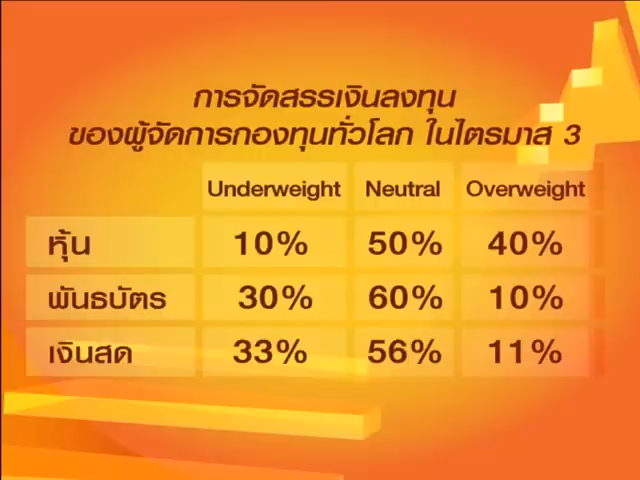 การจัดสรรเงินลงทุน
ของผู้จัดการกองทุนทั่วโลก ในไตรมาส 3
Underweight Neutral Overweight
หุ้น 10% 50% 40%
พันธบัตร 30% 60% 10%
เงินสด 33% 56% 11%